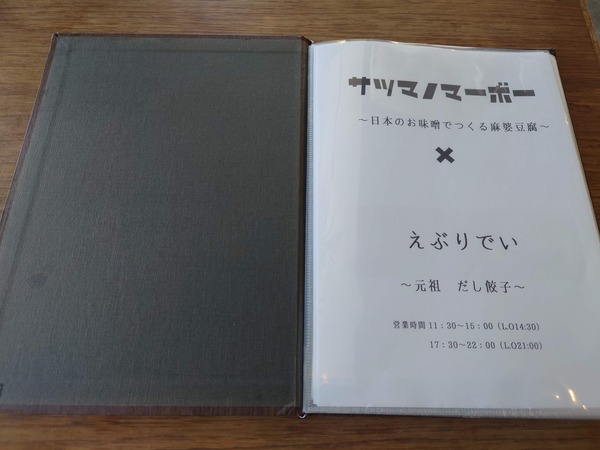 サツマノマーボー
～日本のお味噌でつくる麻婆豆腐～
×
えぶりでい
～元祖　だし餃子～
営業時間 11：30～15：00 (L.O14:30)
17：30～22：00 (L.O21:00)